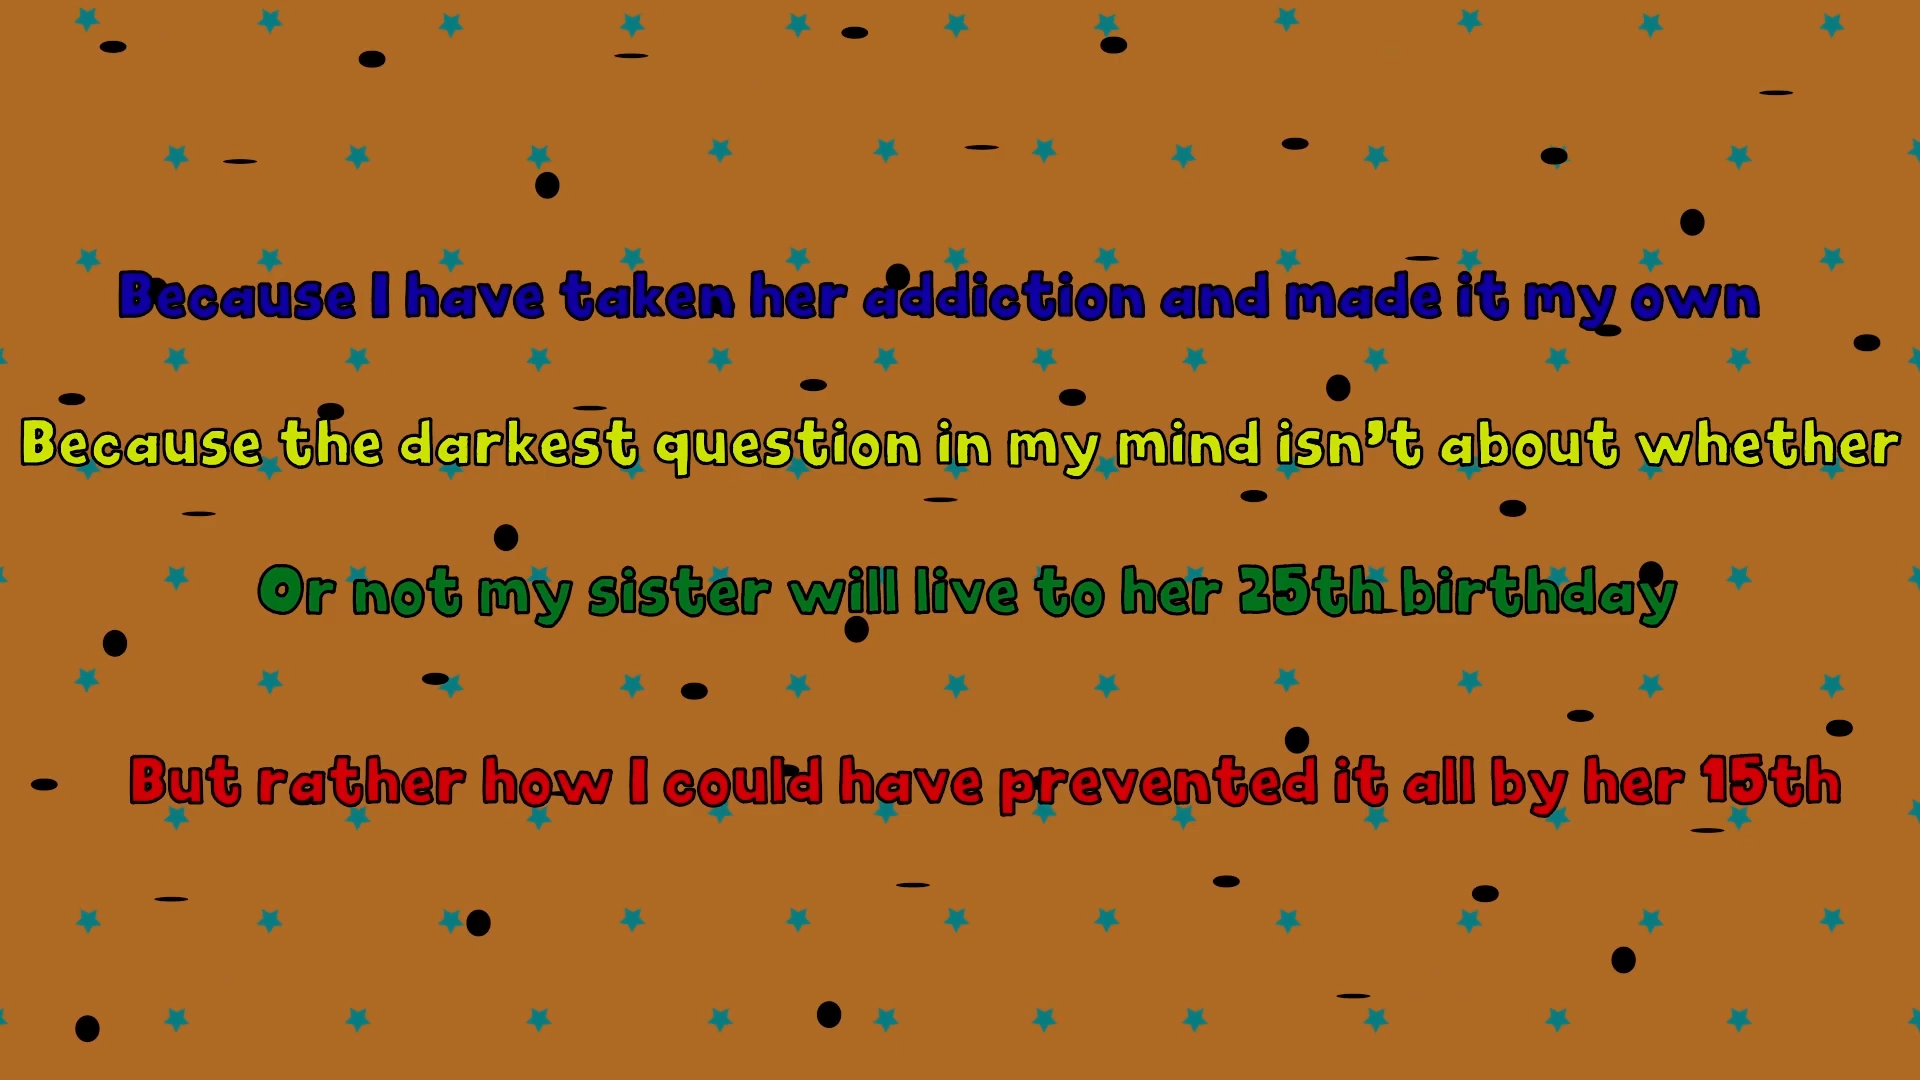 Because I have taken her addiction and made it my own
Because the darkest question in my mind isn't about whether
Or not my sister will live to her 25th birthday
But rather how I could have prevented it all by her 15th